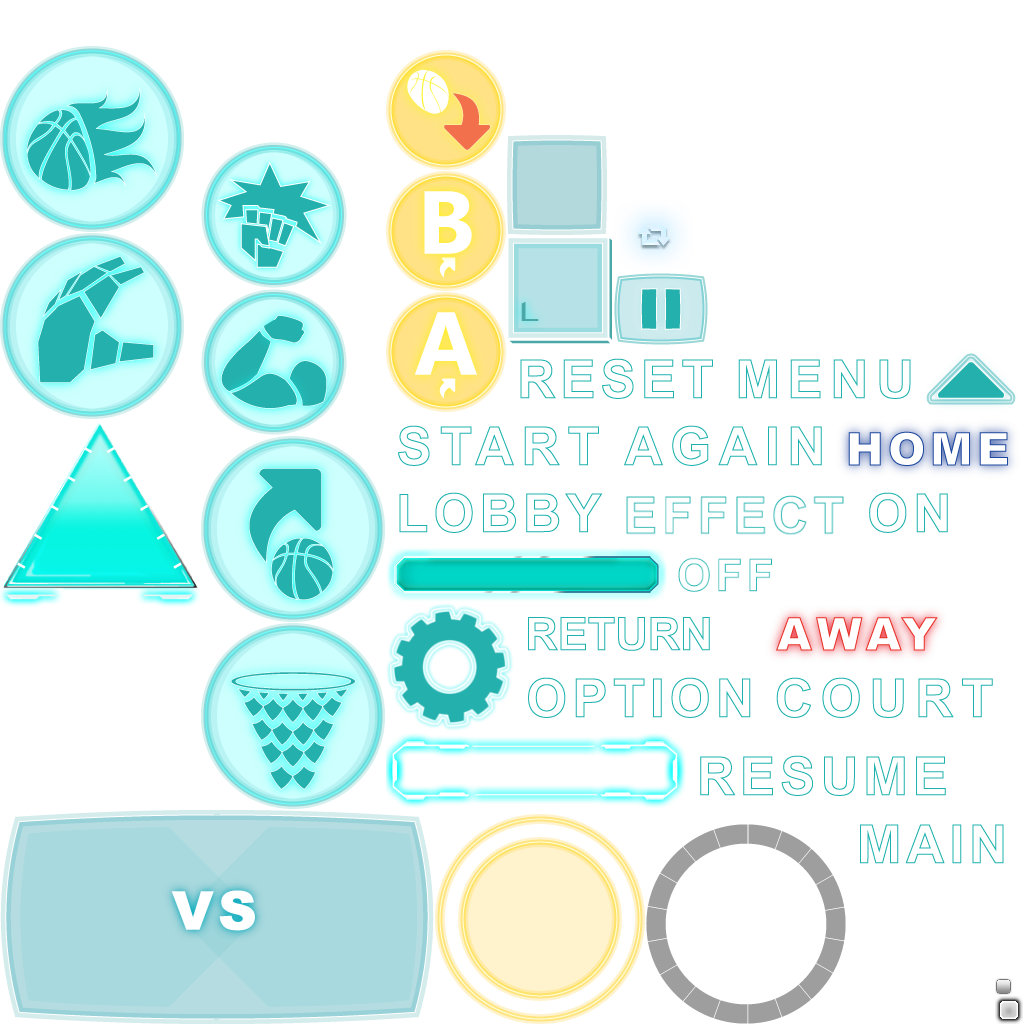 B
A
L
RESET MENU
START AGAIN HOME
LOBBY EFFECT ON
OFF
RETURN AWAY
OPTION COURT
RESUME
MAIN
VS